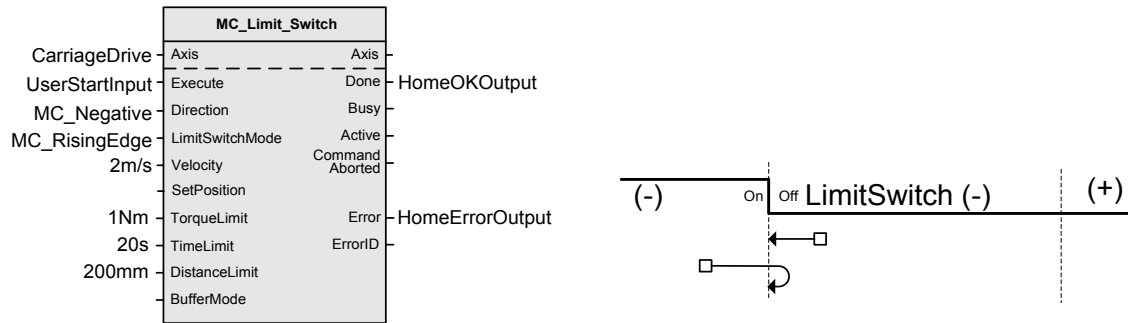 MC_Limit_Switch
CarriageDrive Axis Axis
UserStartInput Execute Done HomeOKOutput
MC_Negative Direction Busy
MC_RisingEdge LimitSwitchMode Active
2m/s Velocity Command
Aborted
SetPosition
1Nm TorqueLimit Error HomeErrorOutput
20s TimeLimit ErrorID
200mm DistanceLimit
BufferMode
(-) On Off LimitSwitch (-) (+)